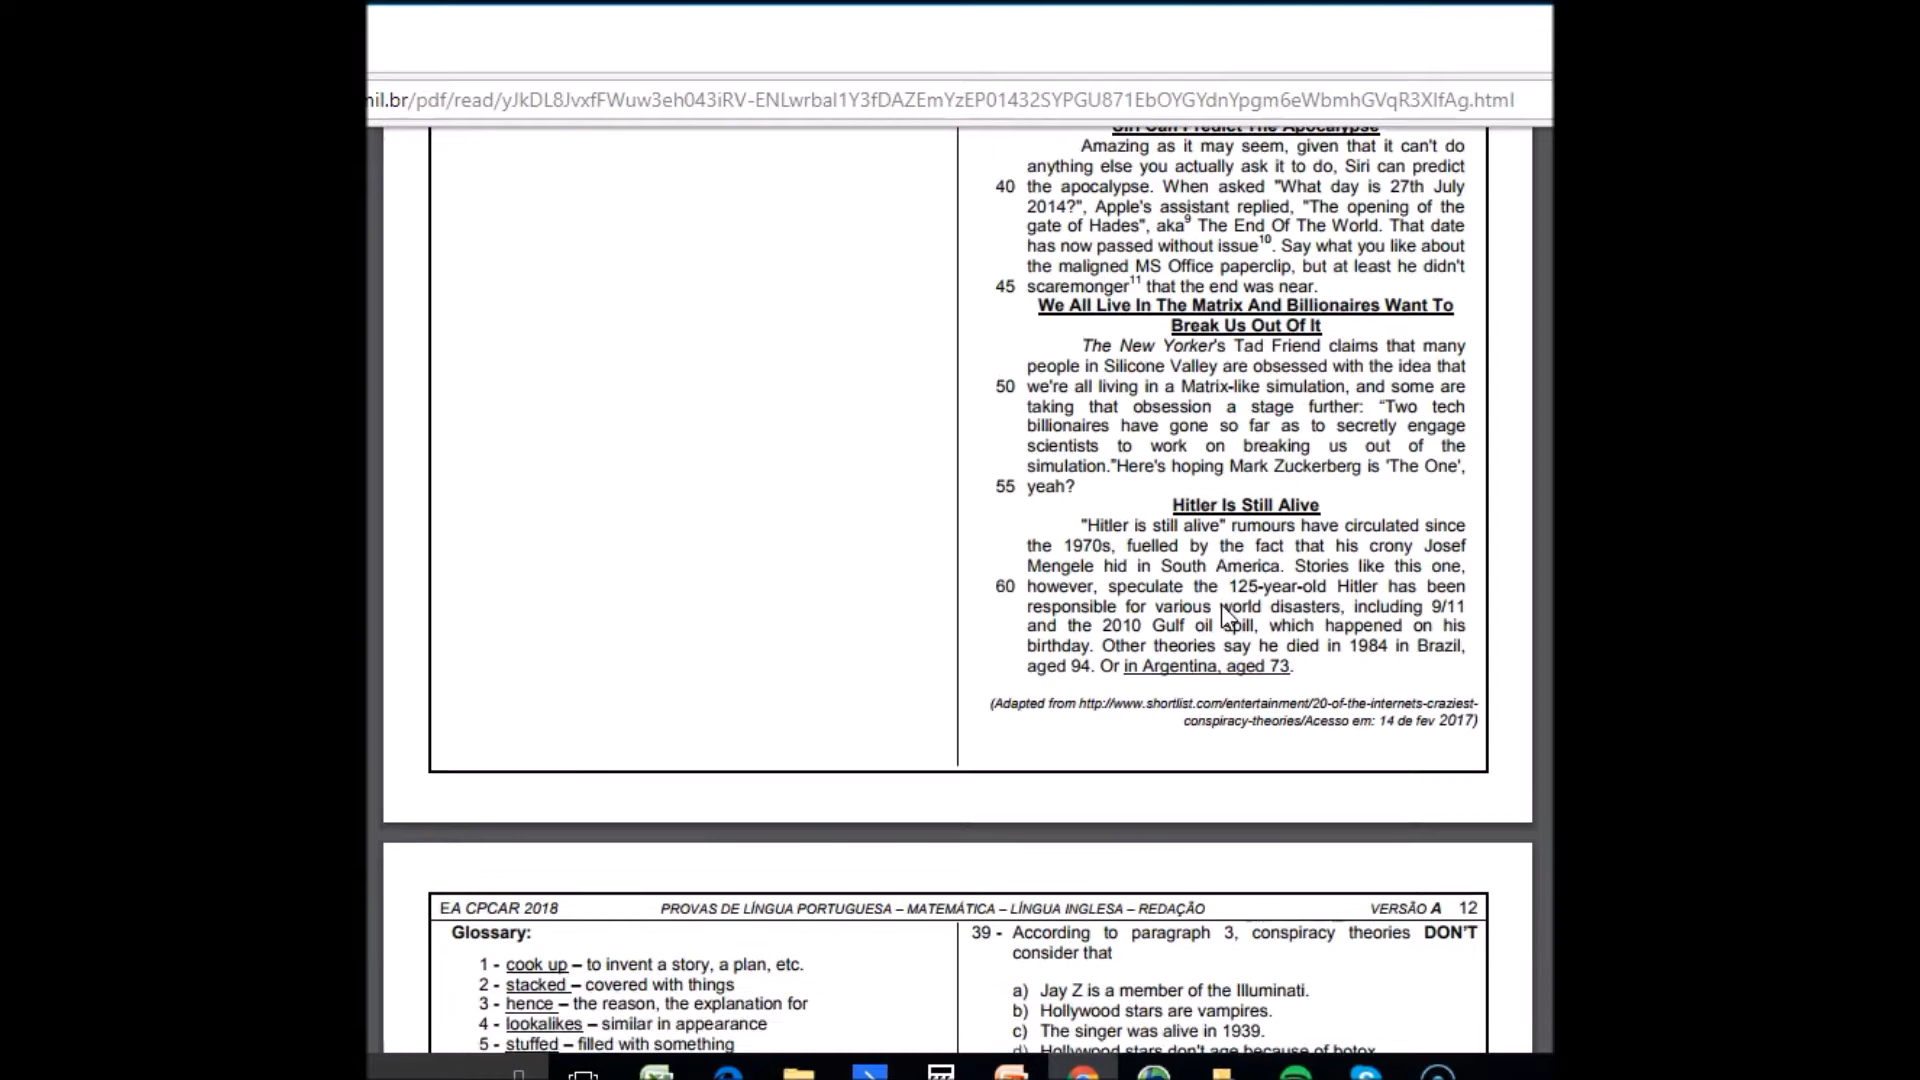 nil.br/pdf/read/yJkDL8JvxfFWuw3eh043iRV-ENLwrbal1Y3fDAZEmYzEP01432SYPGU871EbOYGYdnYpgm6eWbmhGVqR3XlfAg.html
Siri Can Predict The Apocalypse
Amazing as it may seem, given that it can't do
anything else you actually ask it to do, Siri can predict
40 the apocalypse. When asked "What day is 27th July
2014?", Apple's assistant replied, "The opening of the
gate of Hades", aka9 The End Of The World. That date
has now passed without issue10. Say what you like about
the maligned MS Office paperclip, but at least he didn't
45 scaremonger11 that the end was near.
We All Live In The Matrix And Billionaires Want To
Break Us Out Of It
The New Yorker's Tad Friend claims that many
people in Silicone Valley are obsessed with the idea that
50 we're all living in a Matrix-like simulation, and some are
taking that obsession a stage further: “Two tech
billionaires have gone so far as to secretly engage
scientists to work on breaking us out of the
simulation."Here's hoping Mark Zuckerberg is 'The One',
55 yeah?
Hitler Is Still Alive
"Hitler is still alive" rumours have circulated since
the 1970s, fuelled by the fact that his crony Josef
Mengele hid in South America. Stories like this one,
60 however, speculate the 125-year-old Hitler has been
responsible for various world disasters, including 9/11
and the 2010 Gulf oil spill, which happened on his
birthday. Other theories say he died in 1984 in Brazil,
aged 94. Or in Argentina, aged 73.
(Adapted from http://www.shortlist.com/entertainment/20-of-the-internets-craziest-
conspiracy-theories/Acesso em: 14 de fev 2017)
EA CPCAR 2018 PROVAS DE LÍNGUA PORTUGUESA – MATEMÁTICA – LÍNGUA INGLESA – REDAÇÃO VERSÃO A 12
Glossary:
1 - cook up – to invent a story, a plan, etc.
2 - stacked – covered with things
3 - hence – the reason, the explanation for
4 - lookalikes – similar in appearance
5 - stuffed – filled with something
39 - According to paragraph 3, conspiracy theories DON'T
consider that
a) Jay Z is a member of the Illuminati.
b) Hollywood stars are vampires.
c) The singer was alive in 1939.
d) Hollywood stars don't age because of botox